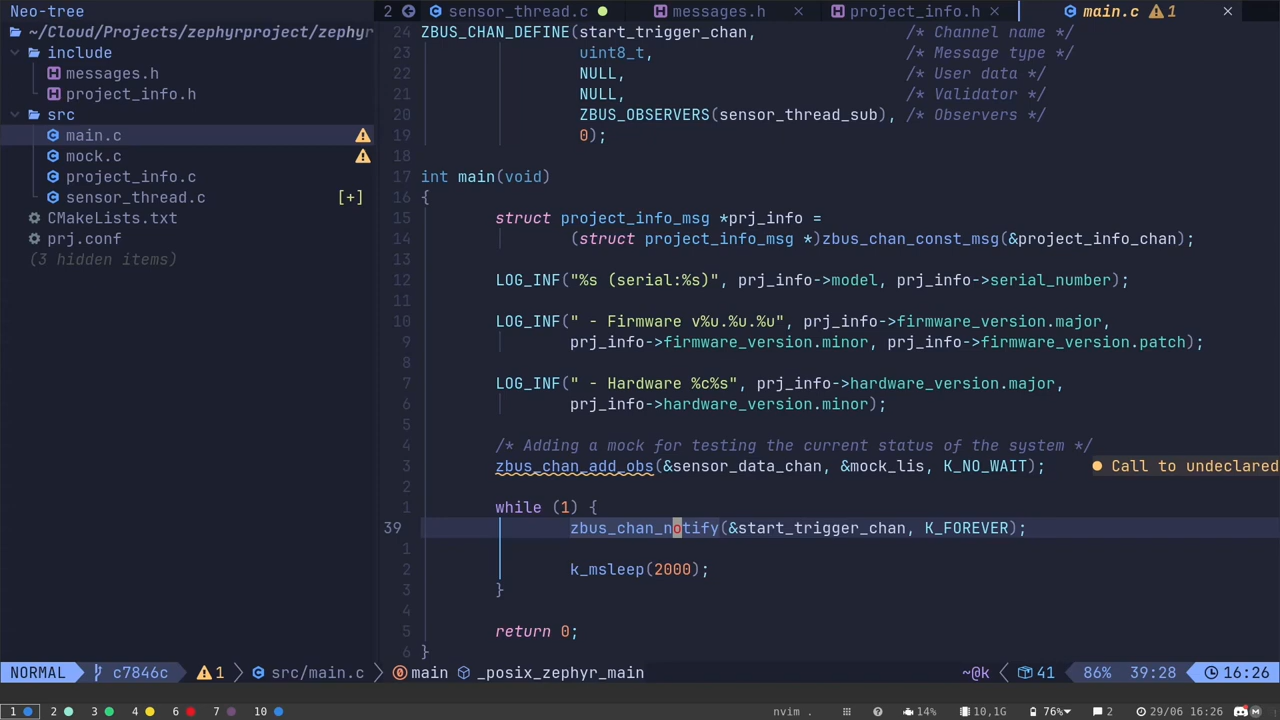 Neo-tree
2 sensor_thread.c messages.h project_info.h main.c 1
~/Cloud/Projects/zephyrproject/zephyr
include
messages.h
project_info.h
src
main.c
mock.c
project_info.c
sensor_thread.c [+]
CMakeLists.txt
prj.conf
(3 hidden items)
24 ZBUS_CHAN_DEFINE(start_trigger_chan, /* Channel name */
23 uint8_t, /* Message type */
22 NULL, /* User data */
21 NULL, /* Validator */
20 ZBUS_OBSERVERS(sensor_thread_sub), /* Observers */
19 0);
18
17 int main(void)
16 {
15 struct project_info_msg *prj_info =
14 (struct project_info_msg *)zbus_chan_const_msg(&project_info_chan);
13
12 LOG_INF("%s (serial:%s)", prj_info->model, prj_info->serial_number);
11
10 LOG_INF(" - Firmware v%u.%u.%u", prj_info->firmware_version.major,
9 prj_info->firmware_version.minor, prj_info->firmware_version.patch);
8
7 LOG_INF(" - Hardware %c%s", prj_info->hardware_version.major,
6 prj_info->hardware_version.minor);
5
4 /* Adding a mock for testing the current status of the system */
3 zbus_chan_add_obs(&sensor_data_chan, &mock_lis, K_NO_WAIT); Call to undeclared
2
1 while (1) {
39 zbus_chan_notify(&start_trigger_chan, K_FOREVER);
1
2 k_msleep(2000);
3 }
4
5 return 0;
6 }
NORMAL c7846c 1 src/main.c main _posix_zephyr_main ~@k 41 86% 39:28 16:26
1 2 3 4 6 7 10 nvim . 14% 10,1G 76% 2 29/06 16:26